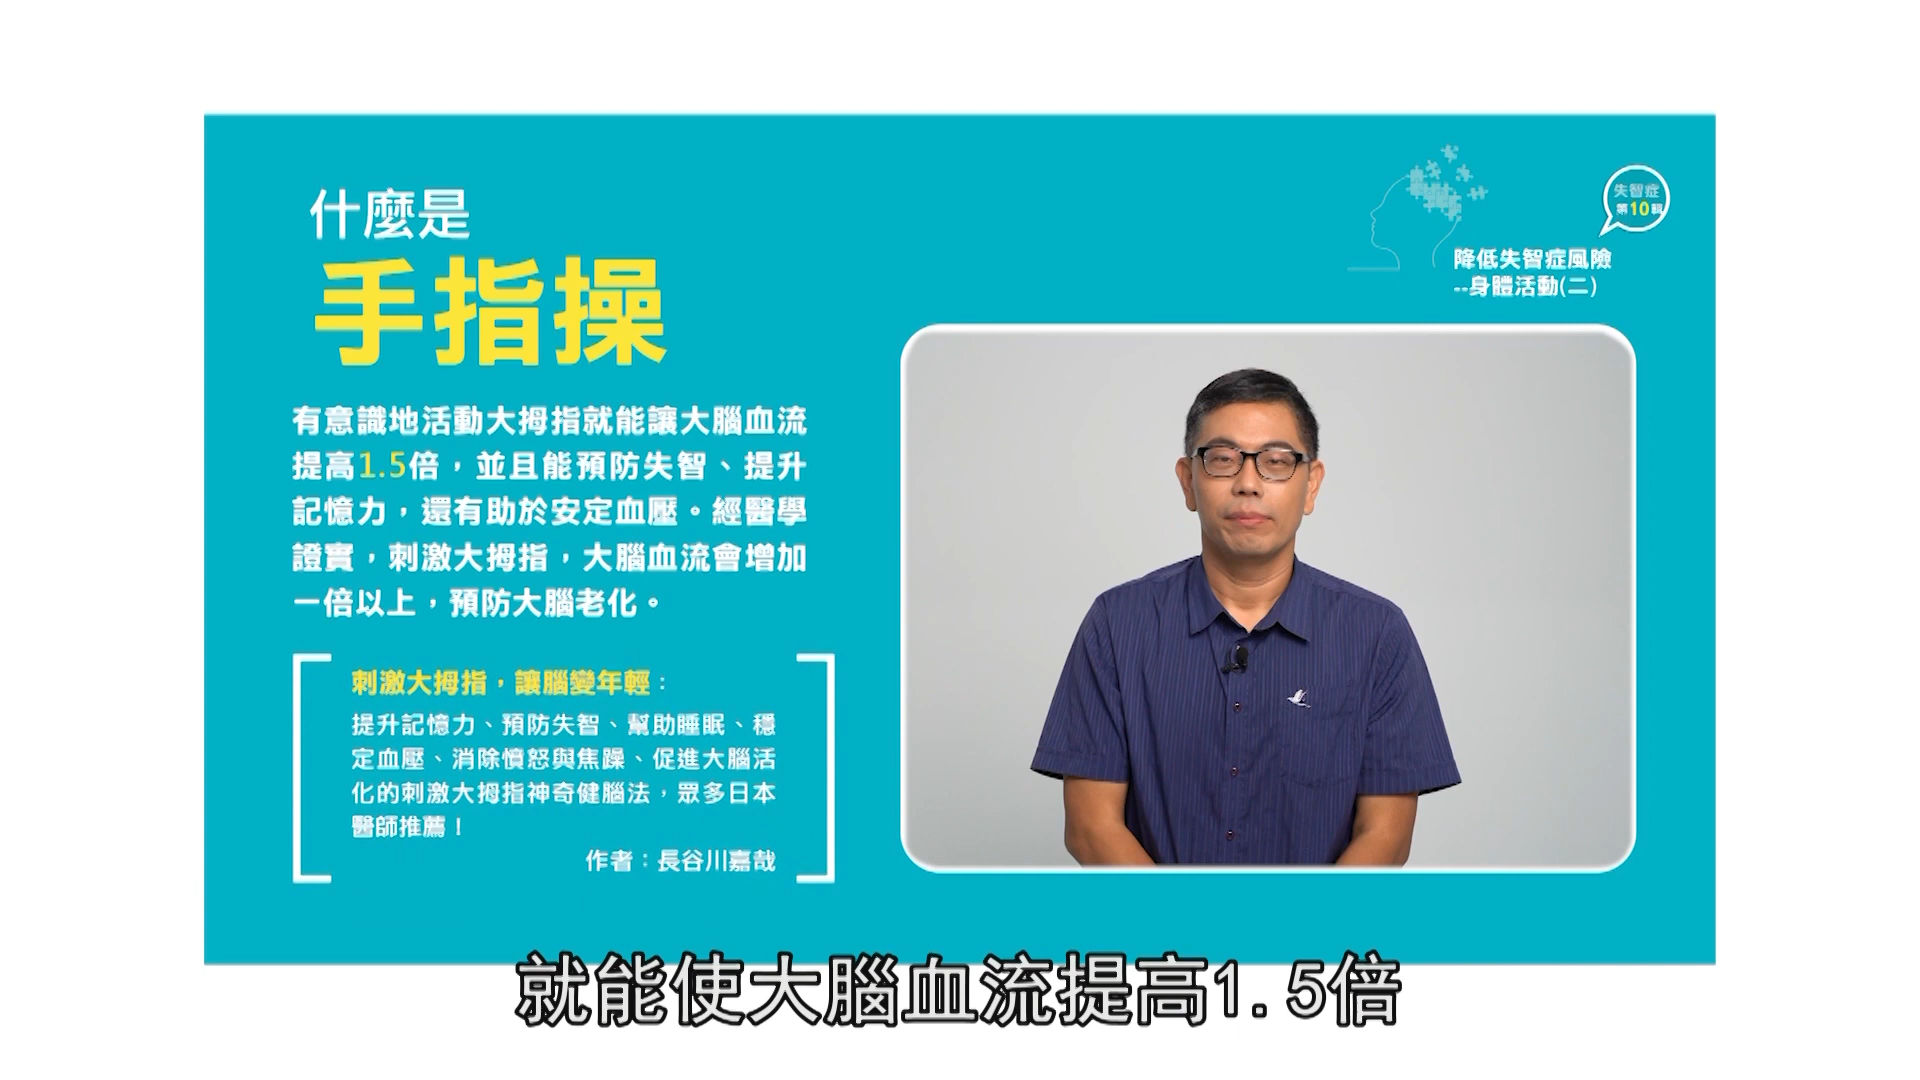 什麼是
手指操
有意識地活動大拇指就能讓大腦血流
提高1.5倍，並且能預防失智、提升
記憶力，還有助於安定血壓。經醫學
證實，刺激大拇指，大腦血流會增加
一倍以上，預防大腦老化。
刺激大拇指，讓腦變年輕：
提升記憶力、預防失智、幫助睡眠、穩
定血壓、消除憤怒與焦躁、促進大腦活
化的刺激大拇指神奇健腦法，眾多日本
醫師推薦！
作者：長谷川嘉哉
失智症
第10輯
降低失智症風險
--身體活動(二)
就能使大腦血流提高1.5倍